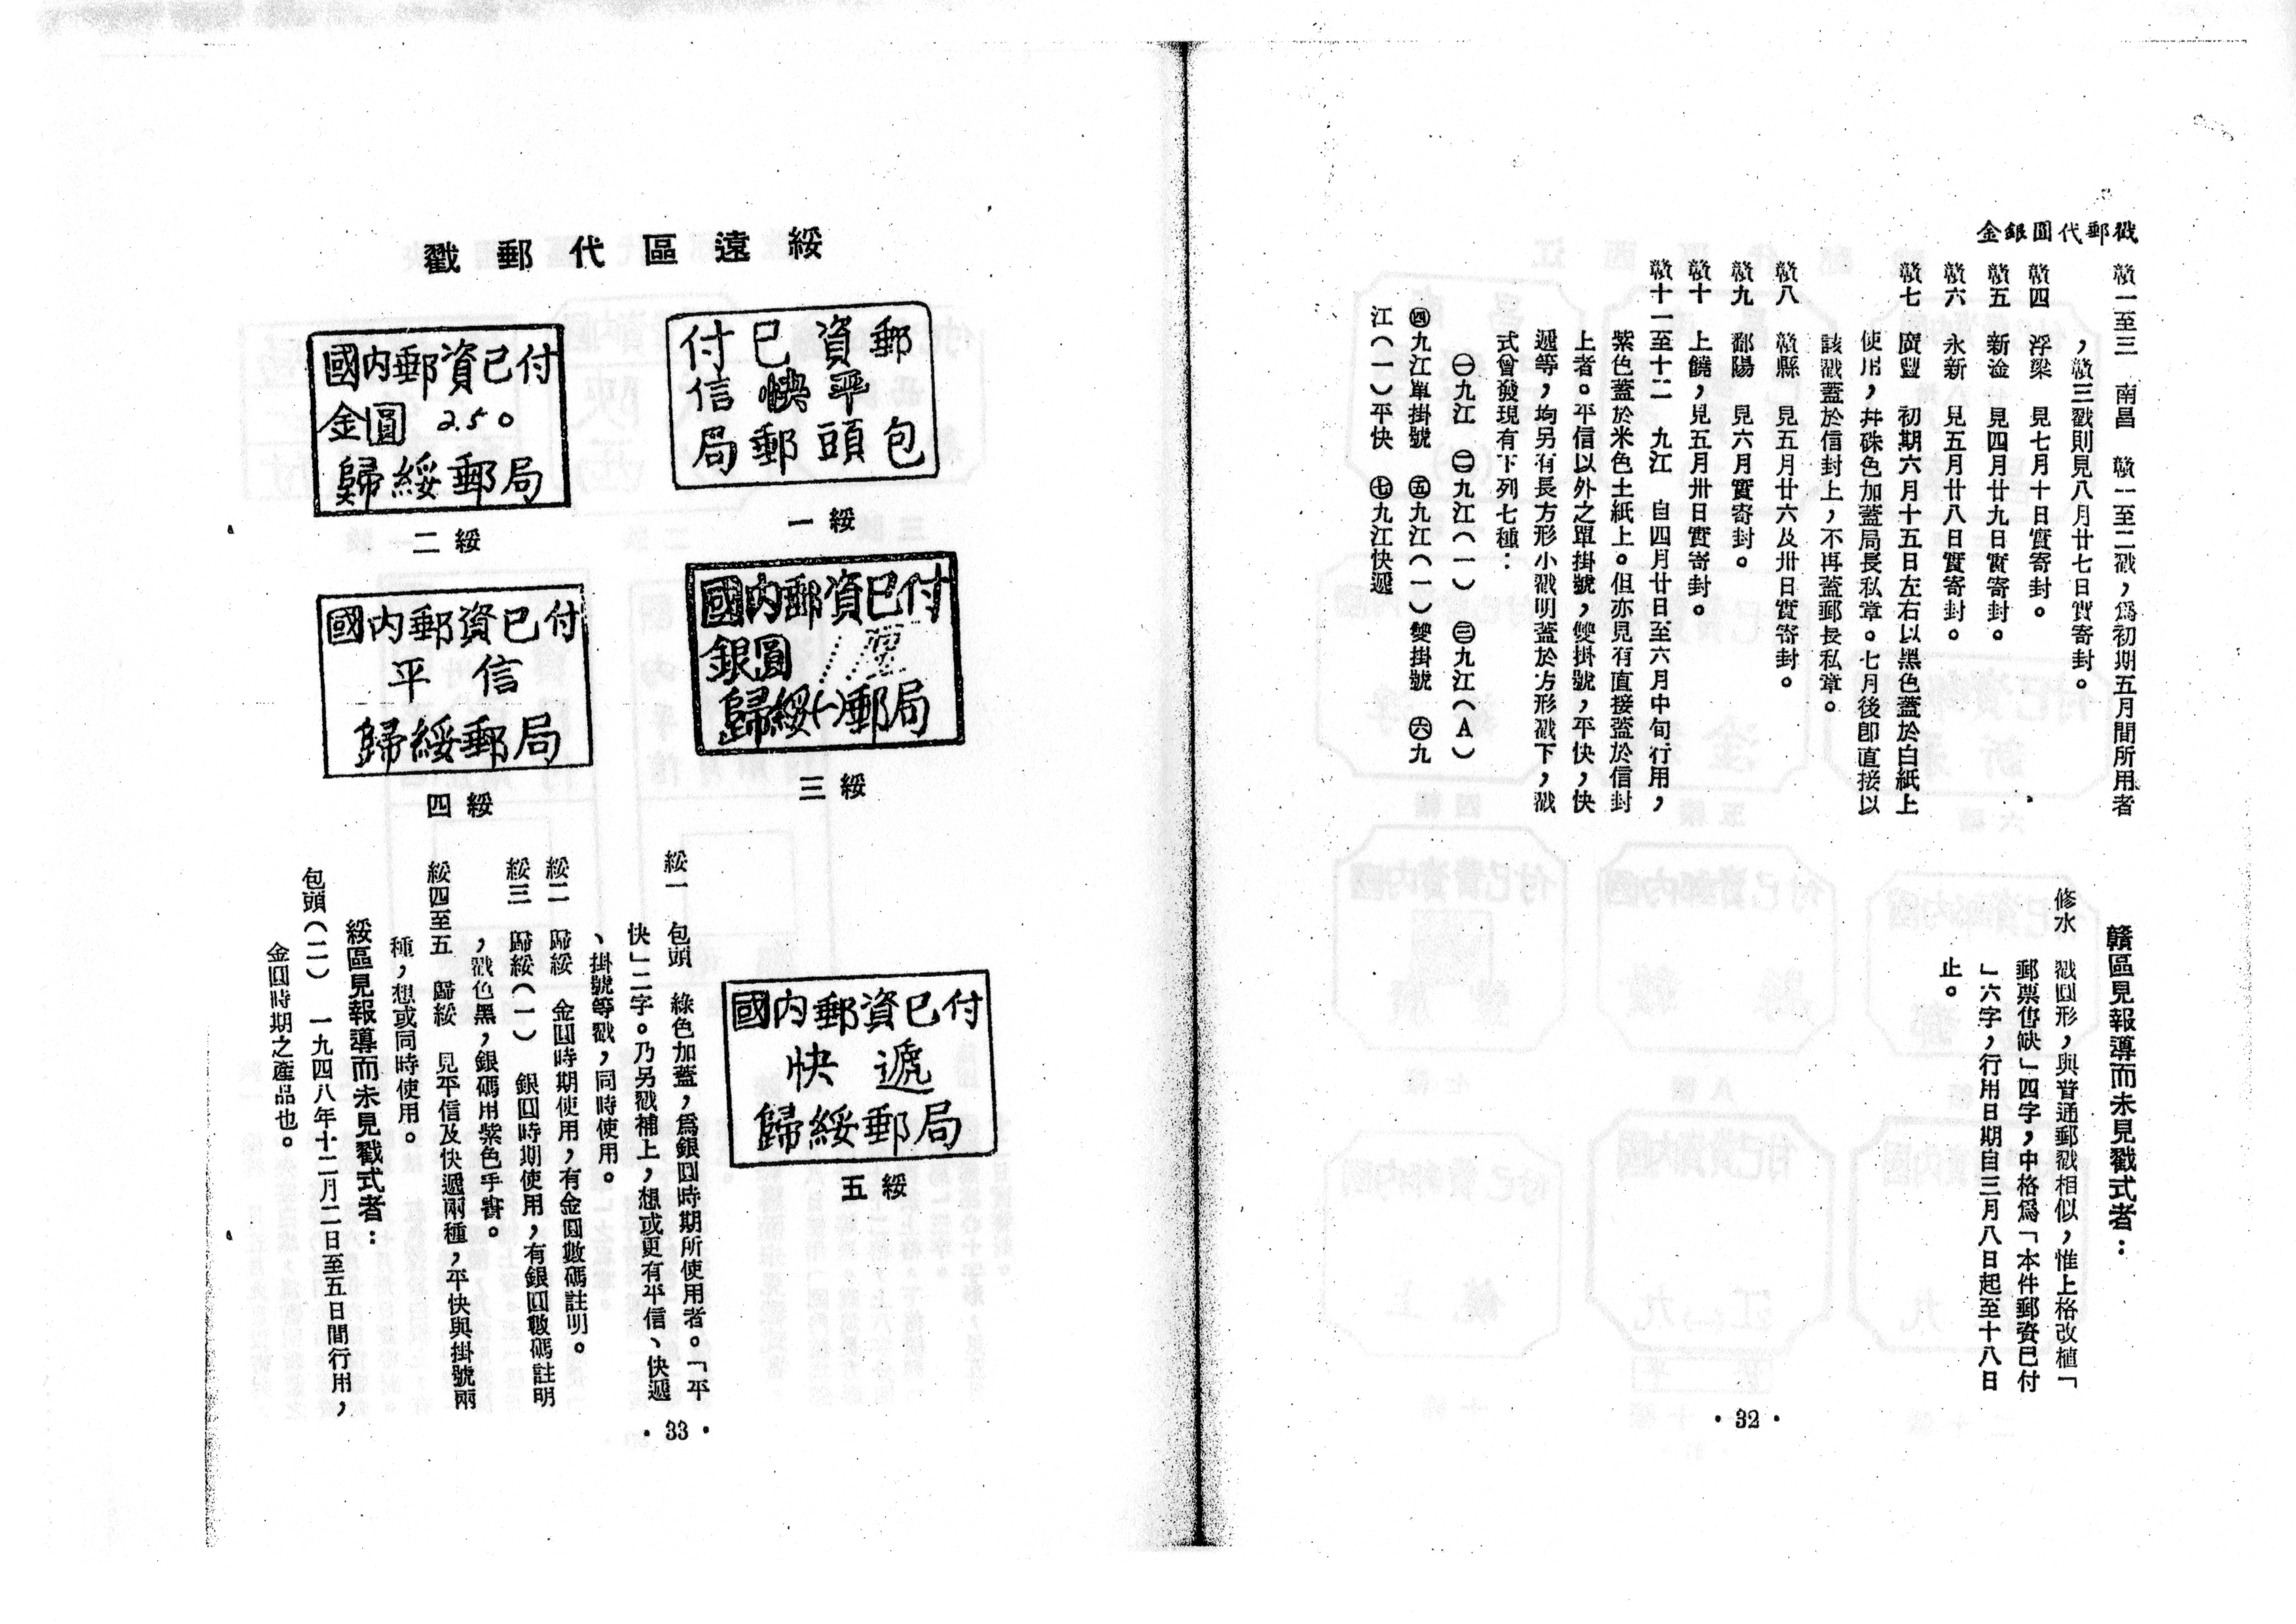 金銀圓代郵戳
贛一至三　南昌　贛一至二戳，爲初期五月間所用者
，贛三戳則見八月廿七日實寄封。
贛四　浮梁　見七月十日實寄封。
贛五　新淦　見四月廿九日實寄封。
贛六　永新　見五月廿八日實寄封。
贛七　廣豐　初期六月十五日左右以黑色蓋於白紙上
使用，幷硃色加蓋局長私章。七月後卽直接以
該戳蓋於信封上，不再蓋郵長私章。
贛八　贛縣　見五月廿六及卅日實寄封。
贛九　鄱陽　見六月實寄封。
贛十　上饒，見五月卅日實寄封。
贛十一至十二　九江　自四月廿日至六月中旬行用，
紫色蓋於米色土紙上。但亦見有直接蓋於信封
上者。平信以外之單掛號，雙掛號，平快，快
遞等，均另有長方形小戳明蓋於方形戳下，戳
式曾發現有下列七種：
㊀九江　㊁九江（一）　㊂九江（A）
㊃九江單掛號　㊄九江（一）雙掛號　㊅九
江（一）平快　㊆九江快遞
贛區見報導而未見戳式者：
修水　戳圓形，與普通郵戳相似，惟上格改植「
郵票售缺」四字，中格爲「本件郵資已付
」六字，行用日期自三月八日起至十八日
止。
· 32 ·
綏遠區代郵戳
郵資已付
平快信
包頭郵局
綏一
國內郵資已付
金圓 2.50
歸綏郵局
綏二
國內郵資已付
銀圓
歸綏(一)郵局
綏三
國內郵資已付
平信
歸綏郵局
綏四
國內郵資已付
快遞
歸綏郵局
綏五
綏一　包頭　綠色加蓋，爲銀圓時期所使用者。「平
快」二字。乃另戳補上，想或更有平信、快遞
、掛號等戳，同時使用。
綏二　歸綏　金圓時期使用，有金圓數碼註明。
綏三　歸綏（一）　銀圓時期使用，有銀圓數碼註明
，戳色黑，銀碼用紫色手書。
綏四至五　歸綏　見平信及快遞兩種，平快與掛號兩
種，想或同時使用。
綏區見報導而未見戳式者：
包頭（二）　一九四八年十二月二日至五日間行用，
金圓時期之產品也。
· 33 ·